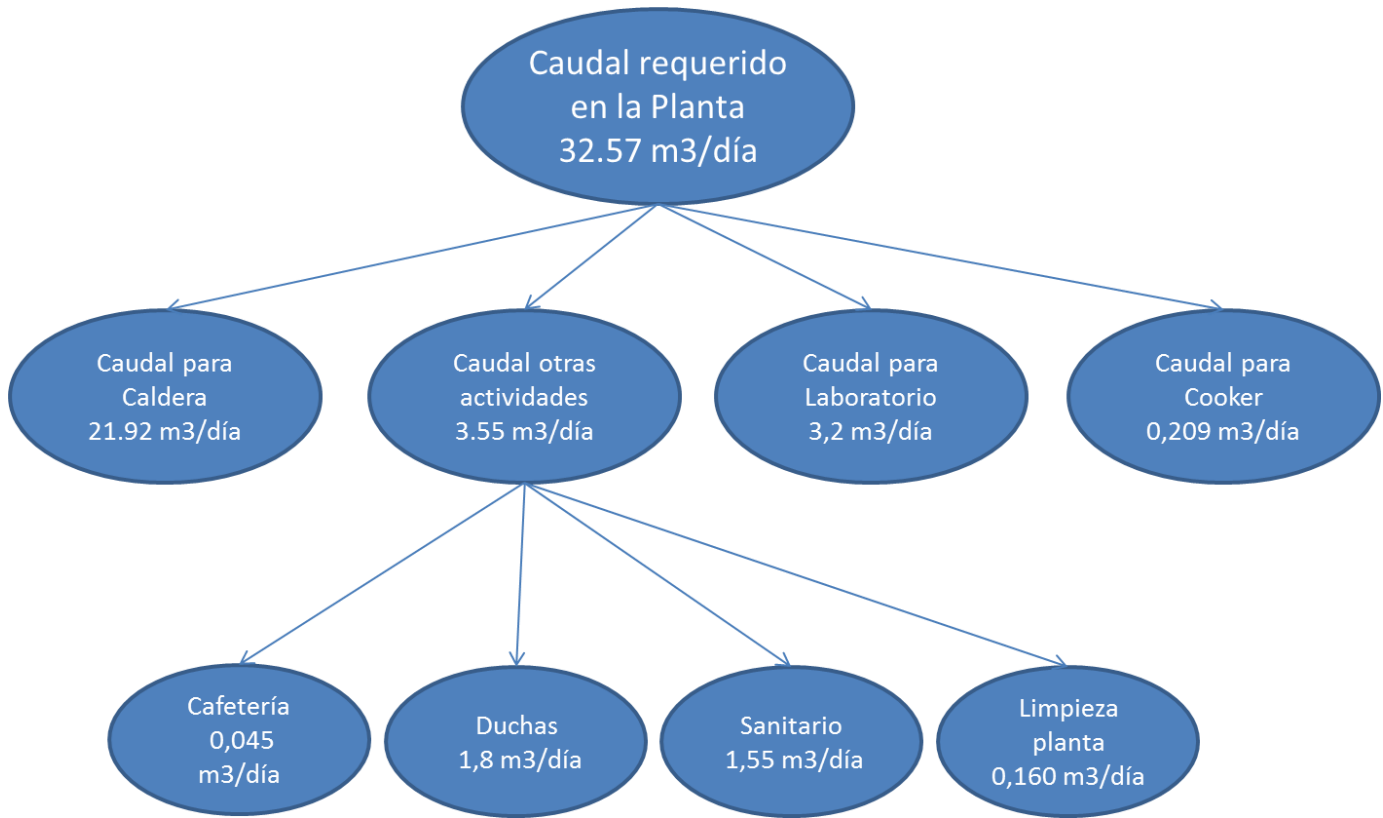 Caudal requerido
en la Planta
32.57 m3/día
Caudal para
Caldera
21.92 m3/día
Caudal otras
actividades
3.55 m3/día
Caudal para
Laboratorio
3,2 m3/día
Caudal para
Cooker
0,209 m3/día
Cafetería
0,045
m3/día
Duchas
1,8 m3/día
Sanitario
1,55 m3/día
Limpieza
planta
0,160 m3/día